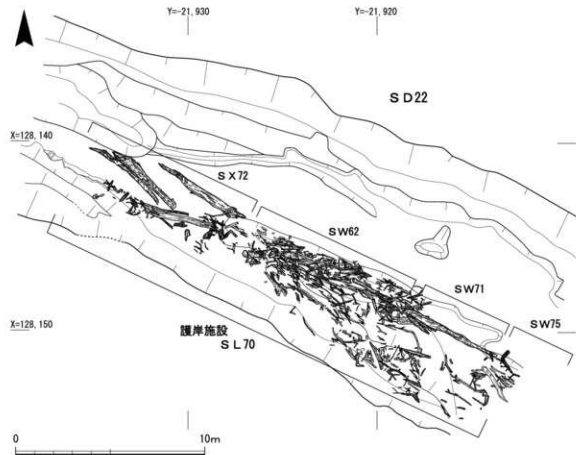 Y=-21,930
Y=-21,920
SD22
X=128,140
SX72
SW62
SW71
SW75
X=128,150
護岸施設
SL70
0
10m